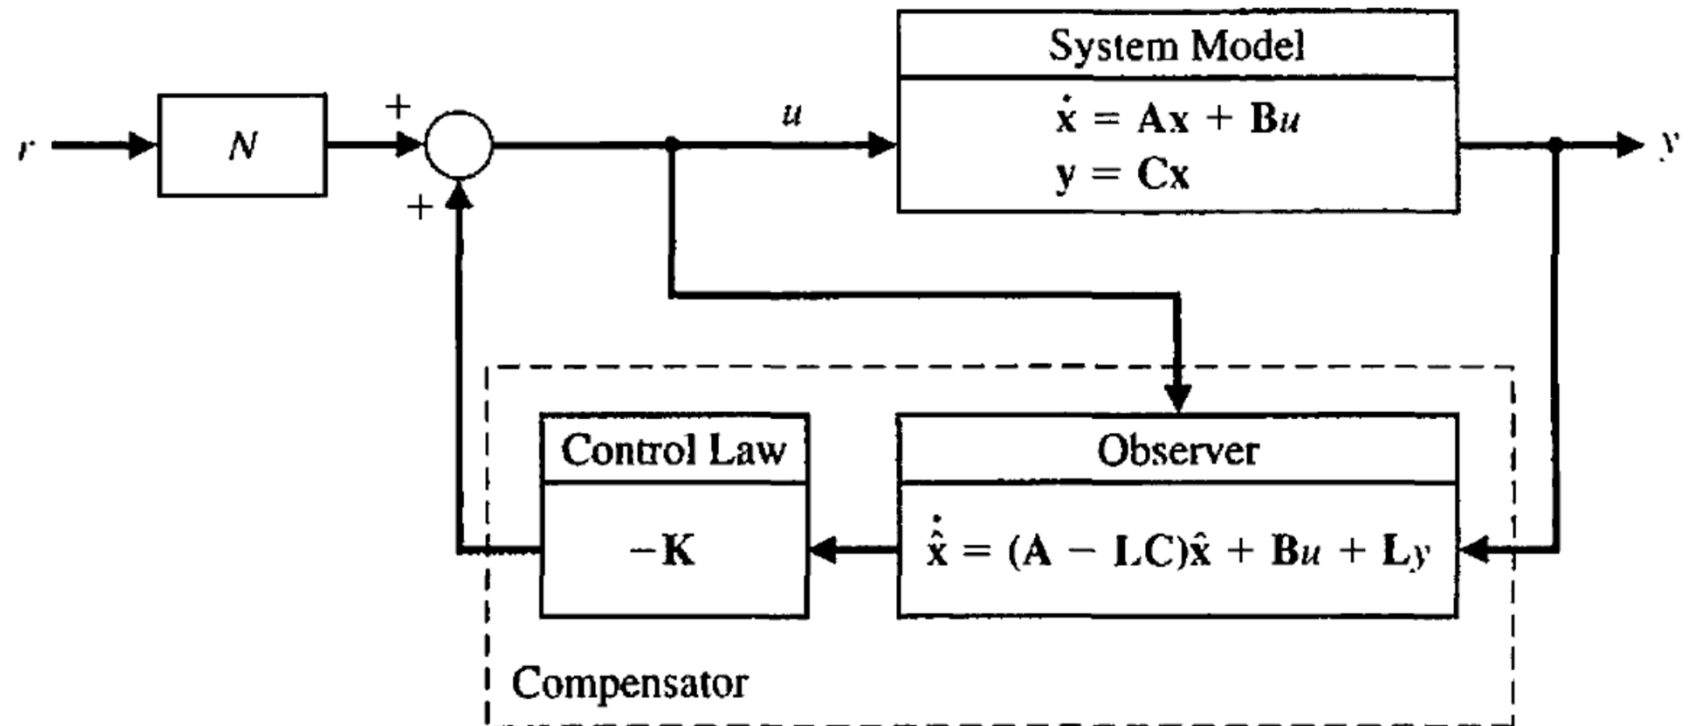 System Model
ẋ = Ax + Bu
y = Cx
r
N
+
+
u
y
Control Law
−K
Observer
x̂̇ = (A − LC)x̂ + Bu + Ly
Compensator